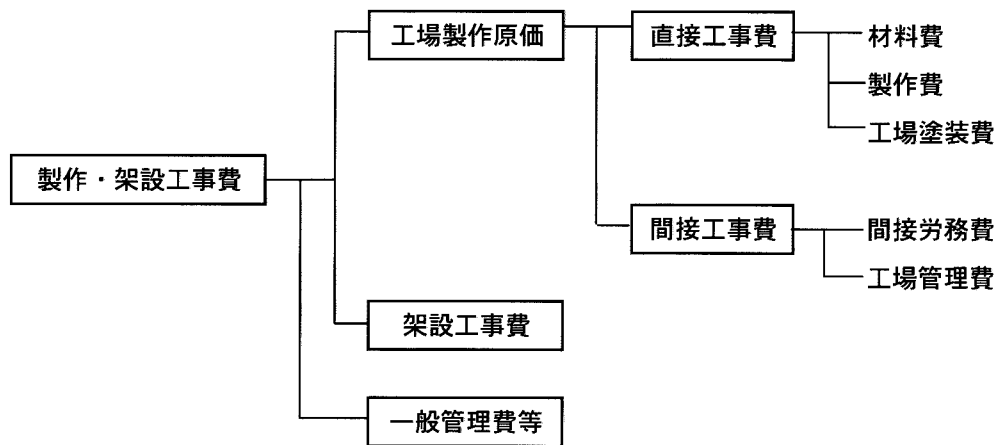 工場製作原価
直接工事費
材料費
製作費
工場塗装費
製作・架設工事費
間接工事費
間接労務費
工場管理費
架設工事費
一般管理費等